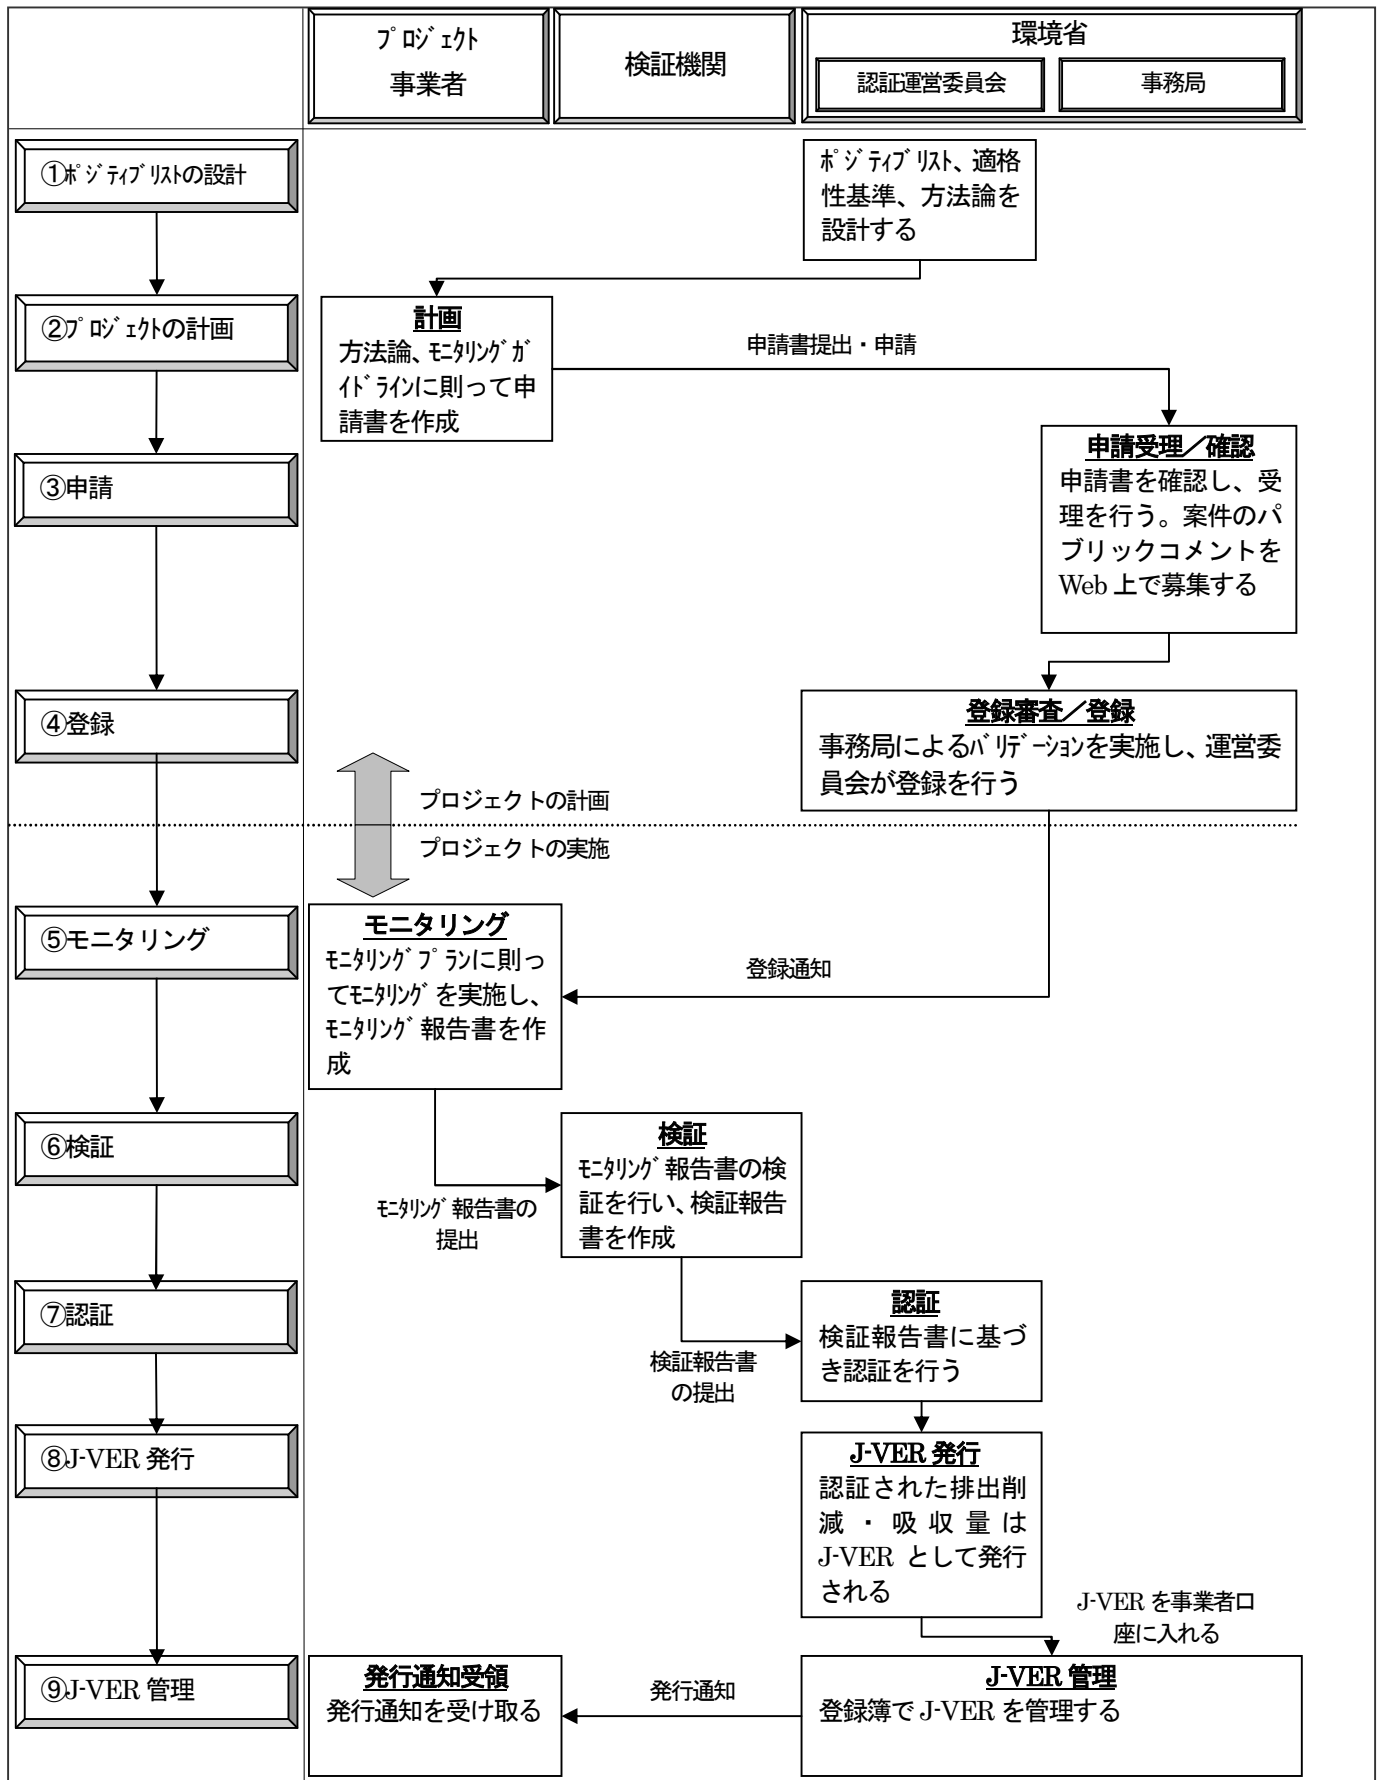 ﾌﾟﾛｼﾞｪｸﾄ
事業者
検証機関
環境省
認証運営委員会
事務局
①ﾎﾟｼﾞﾃｨﾌﾞﾘｽﾄの設計
ﾎﾟｼﾞﾃｨﾌﾞﾘｽﾄ、適格
性基準、方法論を
設計する
②ﾌﾟﾛｼﾞｪｸﾄの計画
計画
方法論、ﾓﾆﾀﾘﾝｸﾞｶﾞ
ｲﾄﾞﾗｲﾝに則って申
請書を作成
申請書提出・申請
③申請
申請受理／確認
申請書を確認し、受
理を行う。案件のパ
ブリックコメントを
Web 上で募集する
④登録
登録審査／登録
事務局によるﾊﾞﾘﾃﾞｰｼｮﾝを実施し、運営委
員会が登録を行う
プロジェクトの計画
プロジェクトの実施
⑤モニタリング
モニタリング
ﾓﾆﾀﾘﾝｸﾞﾌﾟﾗﾝに則っ
てﾓﾆﾀﾘﾝｸﾞを実施し、
ﾓﾆﾀﾘﾝｸﾞ報告書を作
成
登録通知
⑥検証
検証
ﾓﾆﾀﾘﾝｸﾞ報告書の検
証を行い、検証報告
書を作成
ﾓﾆﾀﾘﾝｸﾞ報告書の
提出
⑦認証
認証
検証報告書に基づ
き認証を行う
検証報告書
の提出
⑧J-VER 発行
J-VER 発行
認証された排出削
減・吸収量は
J-VER として発行
される
J-VER を事業者口
座に入れる
⑨J-VER 管理
発行通知受領
発行通知を受け取る
発行通知
J-VER 管理
登録簿で J-VER を管理する